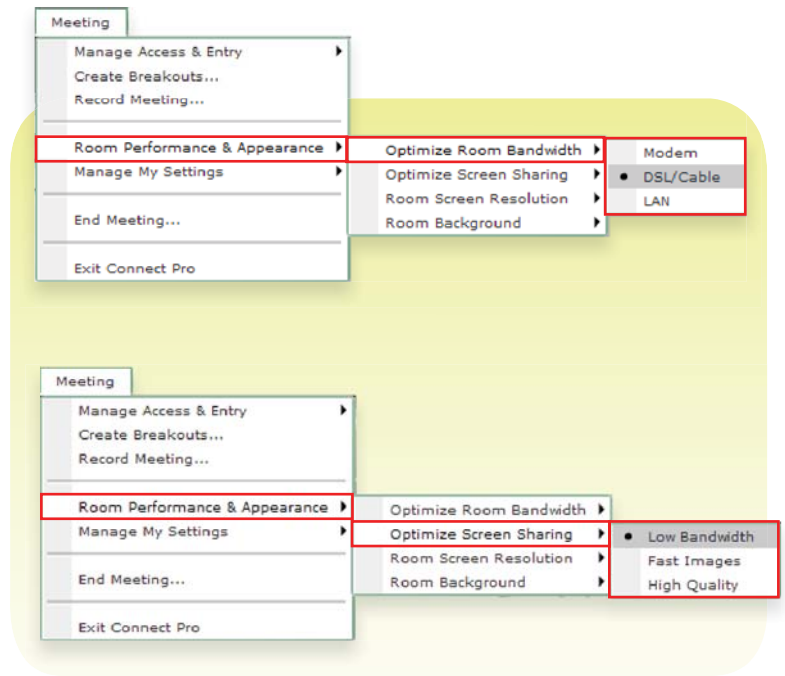 Meeting
Manage Access & Entry
Create Breakouts...
Record Meeting...
Room Performance & Appearance
Manage My Settings
End Meeting...
Exit Connect Pro
Optimize Room Bandwidth
Optimize Screen Sharing
Room Screen Resolution
Room Background
Modem
DSL/Cable
LAN
Meeting
Manage Access & Entry
Create Breakouts...
Record Meeting...
Room Performance & Appearance
Manage My Settings
End Meeting...
Exit Connect Pro
Optimize Room Bandwidth
Optimize Screen Sharing
Room Screen Resolution
Room Background
Low Bandwidth
Fast Images
High Quality